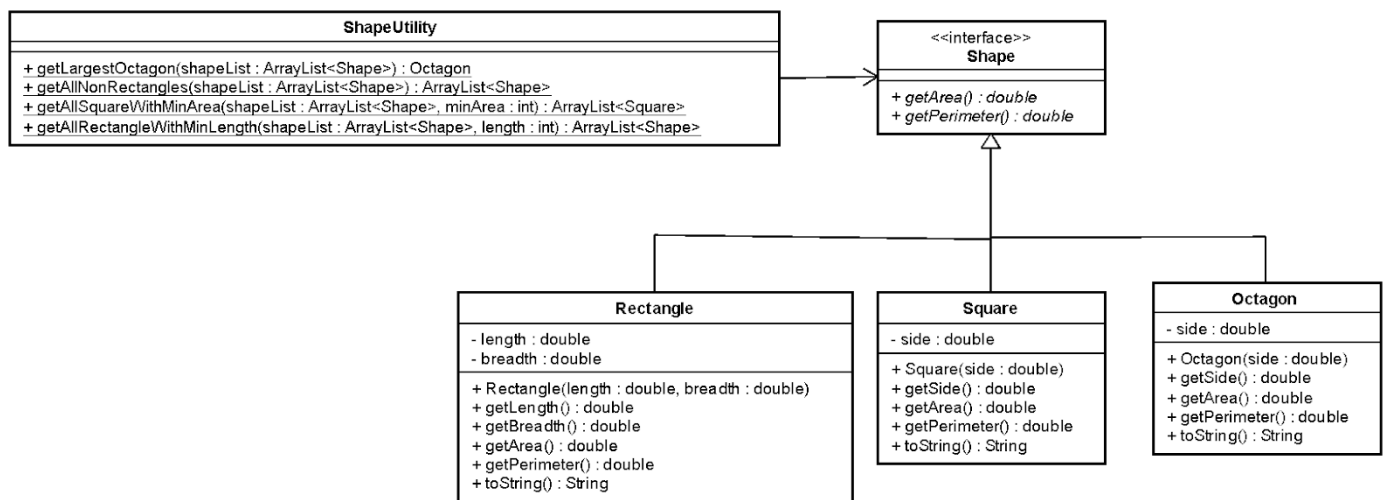 ShapeUtility
+ getLargestOctagon(shapeList : ArrayList<Shape>) : Octagon
+ getAllNonRectangles(shapeList : ArrayList<Shape>) : ArrayList<Shape>
+ getAllSquareWithMinArea(shapeList : ArrayList<Shape>, minArea : int) : ArrayList<Square>
+ getAllRectangleWithMinLength(shapeList : ArrayList<Shape>, length : int) : ArrayList<Shape>
<<interface>>
Shape
+ getArea() : double
+ getPerimeter() : double
Rectangle
- length : double
- breadth : double
+ Rectangle(length : double, breadth : double)
+ getLength() : double
+ getBreadth() : double
+ getArea() : double
+ getPerimeter() : double
+ toString() : String
Square
- side : double
+ Square(side : double)
+ getSide() : double
+ getArea() : double
+ getPerimeter() : double
+ toString() : String
Octagon
- side : double
+ Octagon(side : double)
+ getSide() : double
+ getArea() : double
+ getPerimeter() : double
+ toString() : String